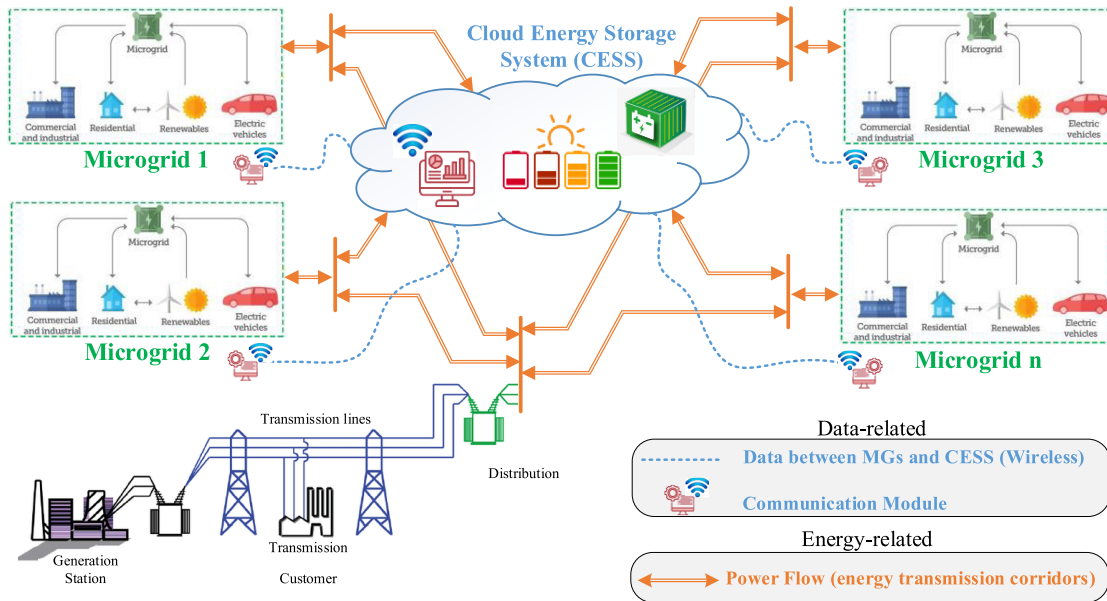 Cloud Energy Storage
System (CESS)
Microgrid
Commercial
and industrial
Residential
Renewables
Electric
vehicles
Microgrid 1
Microgrid
Commercial
and industrial
Residential
Renewables
Electric
vehicles
Microgrid 3
Microgrid
Commercial
and industrial
Residential
Renewables
Electric
vehicles
Microgrid 2
Microgrid
Commercial
and industrial
Residential
Renewables
Electric
vehicles
Microgrid n
Transmission lines
Distribution
Generation
Station
Transmission
Customer
Data-related
Data between MGs and CESS (Wireless)
Communication Module
Energy-related
Power Flow (energy transmission corridors)